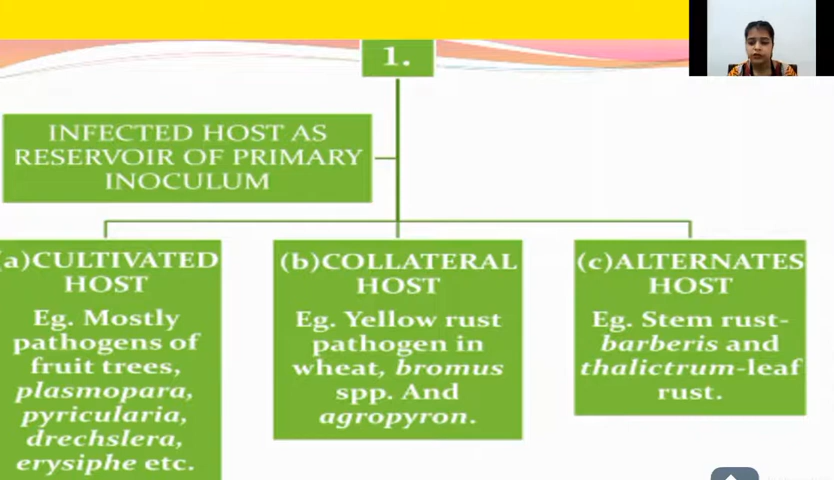 1.
INFECTED HOST AS
RESERVOIR OF PRIMARY
INOCULUM
(a)CULTIVATED
HOST
Eg. Mostly
pathogens of
fruit trees,
plasmopara,
pyricularia,
drechslera,
erysiphe etc.
(b)COLLATERAL
HOST
Eg. Yellow rust
pathogen in
wheat, bromus
spp. And
agropyron.
(c)ALTERNATES
HOST
Eg. Stem rust-
barberis and
thalictrum-leaf
rust.